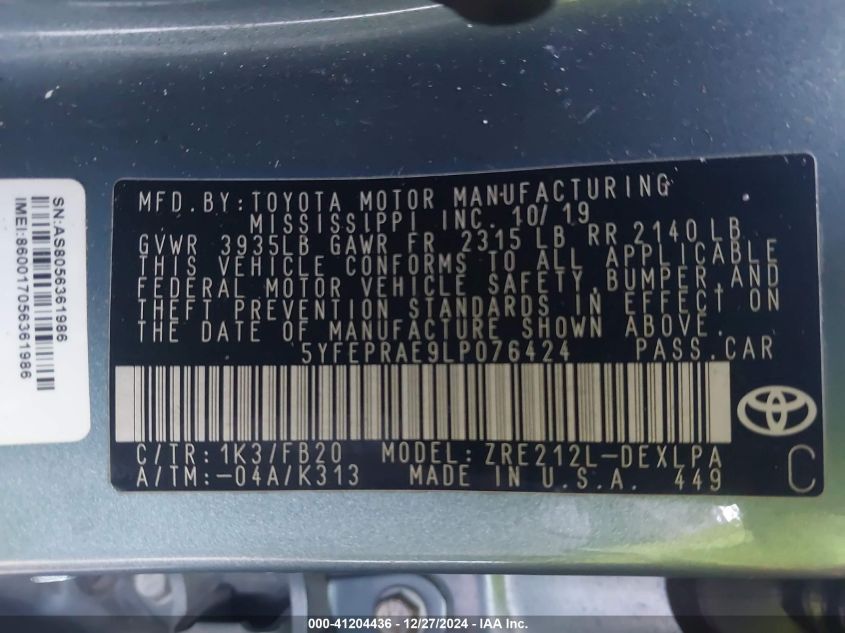 SN:AS8056361986
IMEI:860017056361986
MFD. BY: TOYOTA MOTOR MANUFACTURING
MISSISSIPPI INC. 10/19
GVWR 3935LB GAWR FR 2315 LB RR 2140 LB
THIS VEHICLE CONFORMS TO ALL APPLICABLE
FEDERAL MOTOR VEHICLE SAFETY, BUMPER, AND
THEFT PREVENTION STANDARDS IN EFFECT ON
THE DATE OF MANUFACTURE SHOWN ABOVE.
5YFEPRAE9LP076424 PASS. CAR
C/TR: 1K3/FB20 MODEL: ZRE212L-DEXLPA
A/TM: -04A/K313 MADE IN U.S.A. 449 C
000-41204436 - 12/27/2024 - IAA Inc.